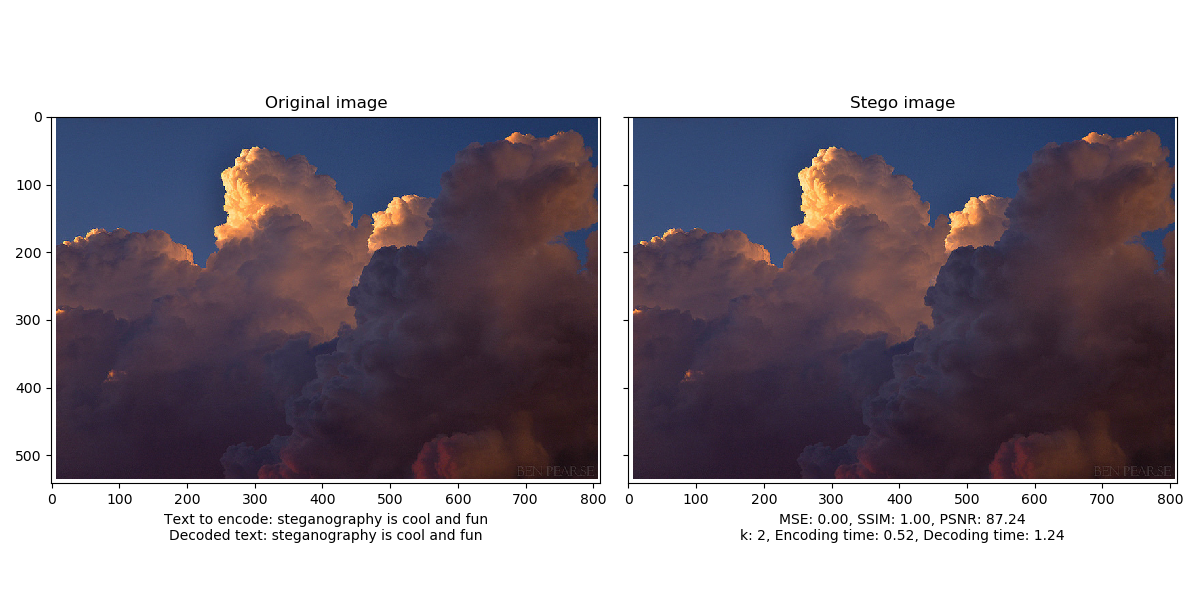 Original image
Stego image
0
100
200
300
400
500
0 100 200 300 400 500 600 700 800
0 100 200 300 400 500 600 700 800
BEN PEARSE
BEN PEARSE
Text to encode: steganography is cool and fun
Decoded text: steganography is cool and fun
MSE: 0.00, SSIM: 1.00, PSNR: 87.24
k: 2, Encoding time: 0.52, Decoding time: 1.24